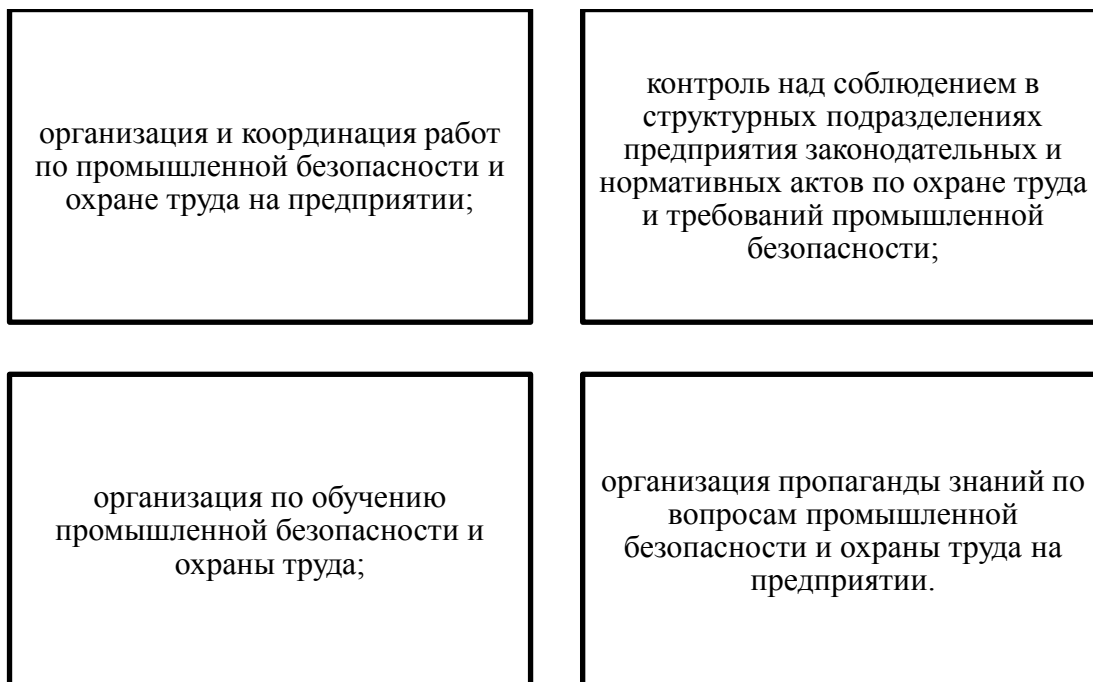 организация и координация работ
по промышленной безопасности и
охране труда на предприятии;
контроль над соблюдением в
структурных подразделениях
предприятия законодательных и
нормативных актов по охране труда
и требований промышленной
безопасности;
организация по обучению
промышленной безопасности и
охраны труда;
организация пропаганды знаний по
вопросам промышленной
безопасности и охраны труда на
предприятии.